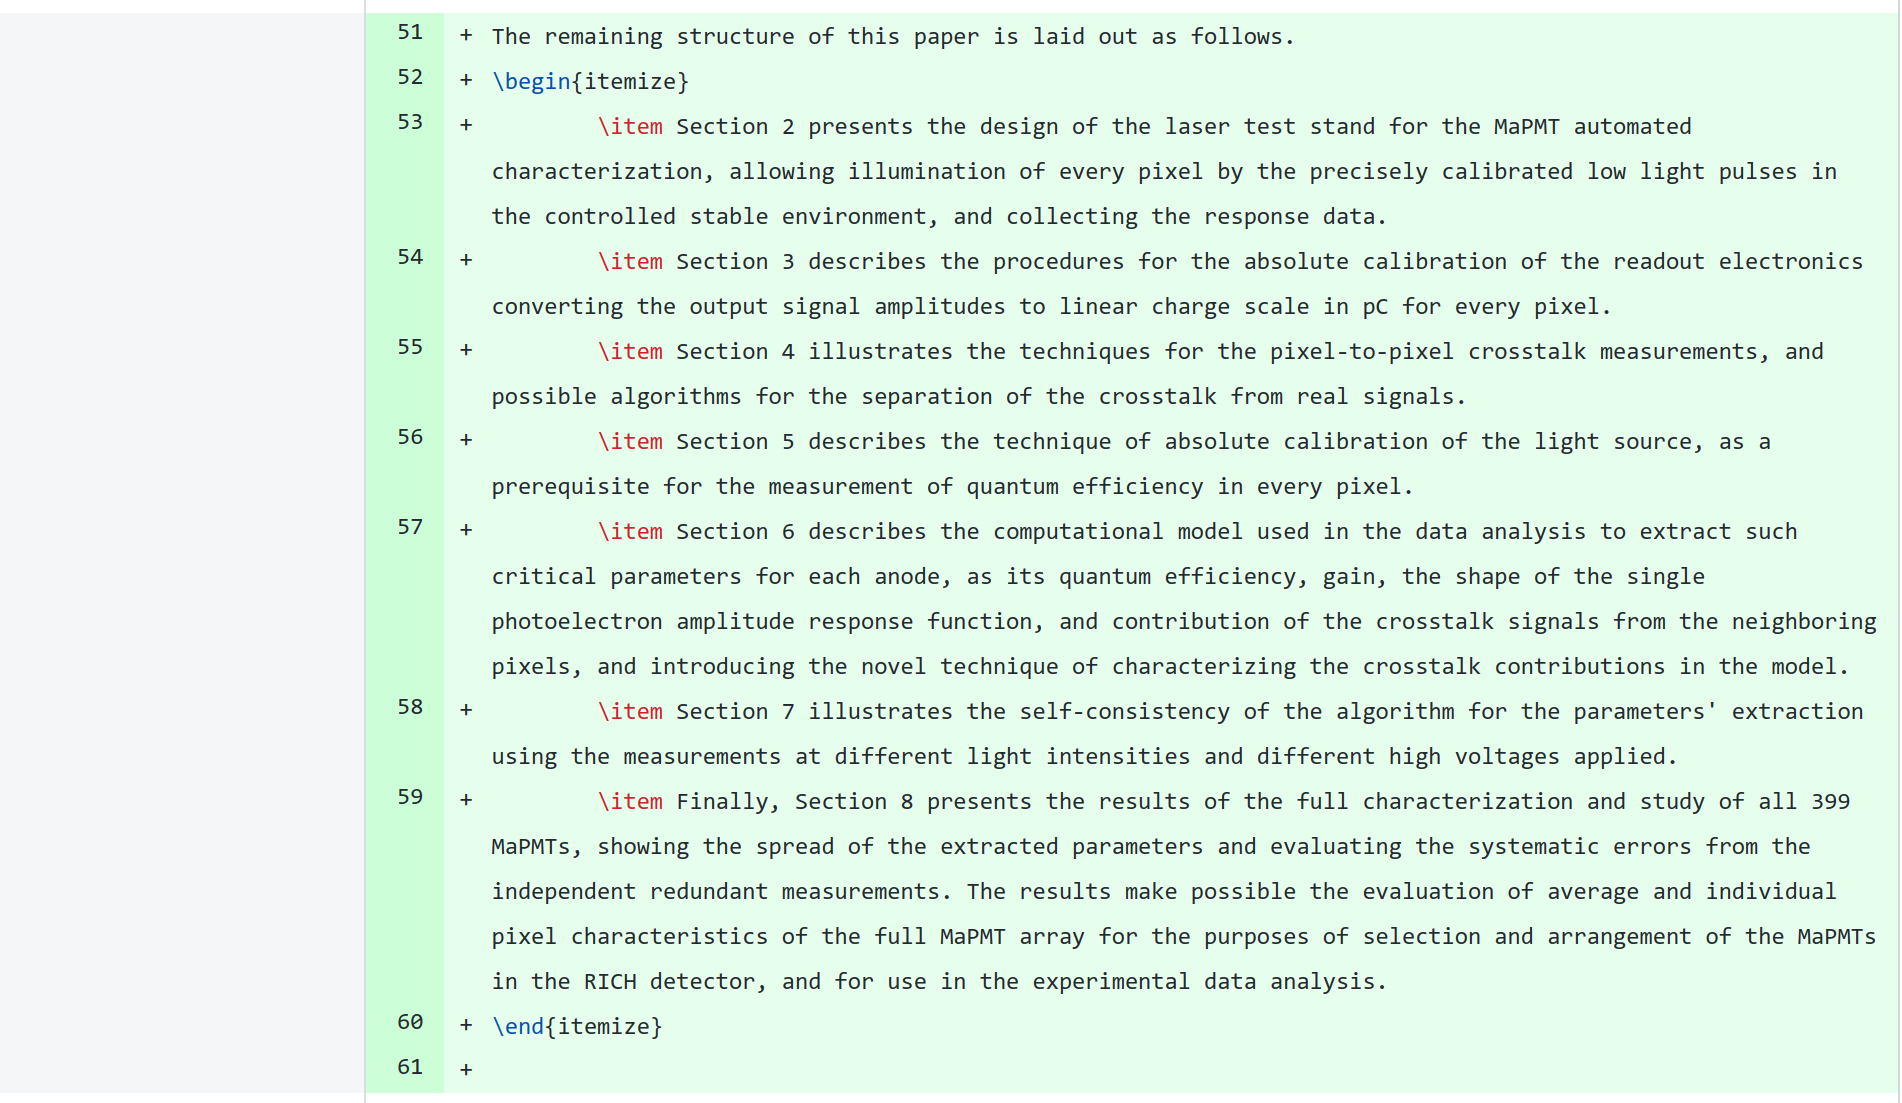 51 + The remaining structure of this paper is laid out as follows.
52 + \begin{itemize}
53 + \item Section 2 presents the design of the laser test stand for the MaPMT automated
characterization, allowing illumination of every pixel by the precisely calibrated low light pulses in
the controlled stable environment, and collecting the response data.
54 + \item Section 3 describes the procedures for the absolute calibration of the readout electronics
converting the output signal amplitudes to linear charge scale in pC for every pixel.
55 + \item Section 4 illustrates the techniques for the pixel-to-pixel crosstalk measurements, and
possible algorithms for the separation of the crosstalk from real signals.
56 + \item Section 5 describes the technique of absolute calibration of the light source, as a
prerequisite for the measurement of quantum efficiency in every pixel.
57 + \item Section 6 describes the computational model used in the data analysis to extract such
critical parameters for each anode, as its quantum efficiency, gain, the shape of the single
photoelectron amplitude response function, and contribution of the crosstalk signals from the neighboring
pixels, and introducing the novel technique of characterizing the crosstalk contributions in the model.
58 + \item Section 7 illustrates the self-consistency of the algorithm for the parameters' extraction
using the measurements at different light intensities and different high voltages applied.
59 + \item Finally, Section 8 presents the results of the full characterization and study of all 399
MaPMTs, showing the spread of the extracted parameters and evaluating the systematic errors from the
independent redundant measurements. The results make possible the evaluation of average and individual
pixel characteristics of the full MaPMT array for the purposes of selection and arrangement of the MaPMTs
in the RICH detector, and for use in the experimental data analysis.
60 + \end{itemize}
61 +